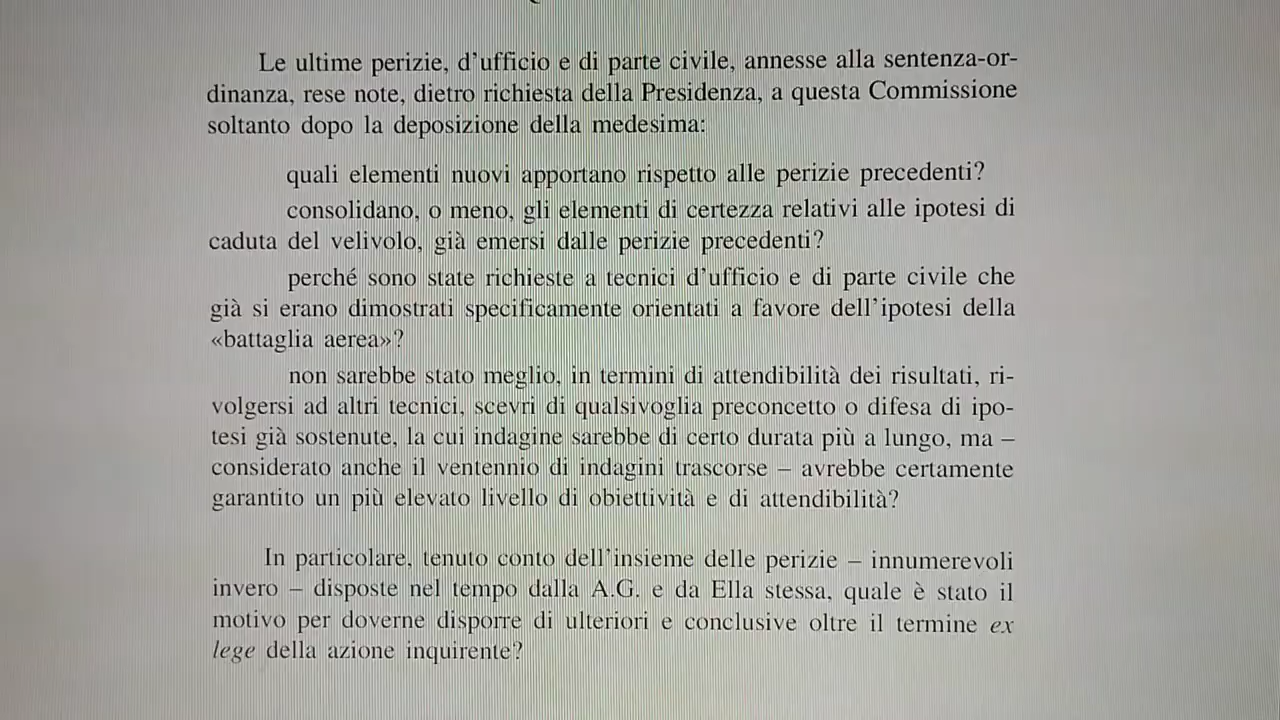 Le ultime perizie, d'ufficio e di parte civile, annesse alla sentenza-or-
dinanza, rese note, dietro richiesta della Presidenza, a questa Commissione
soltanto dopo la deposizione della medesima:
quali elementi nuovi apportano rispetto alle perizie precedenti?
consolidano, o meno, gli elementi di certezza relativi alle ipotesi di
caduta del velivolo, già emersi dalle perizie precedenti?
perché sono state richieste a tecnici d'ufficio e di parte civile che
già si erano dimostrati specificamente orientati a favore dell'ipotesi della
«battaglia aerea»?
non sarebbe stato meglio, in termini di attendibilità dei risultati, ri-
volgersi ad altri tecnici, scevri di qualsivoglia preconcetto o difesa di ipo-
tesi già sostenute, la cui indagine sarebbe di certo durata più a lungo, ma –
considerato anche il ventennio di indagini trascorse – avrebbe certamente
garantito un più elevato livello di obiettività e di attendibilità?
In particolare, tenuto conto dell'insieme delle perizie – innumerevoli
invero – disposte nel tempo dalla A.G. e da Ella stessa, quale è stato il
motivo per doverne disporre di ulteriori e conclusive oltre il termine ex
lege della azione inquirente?